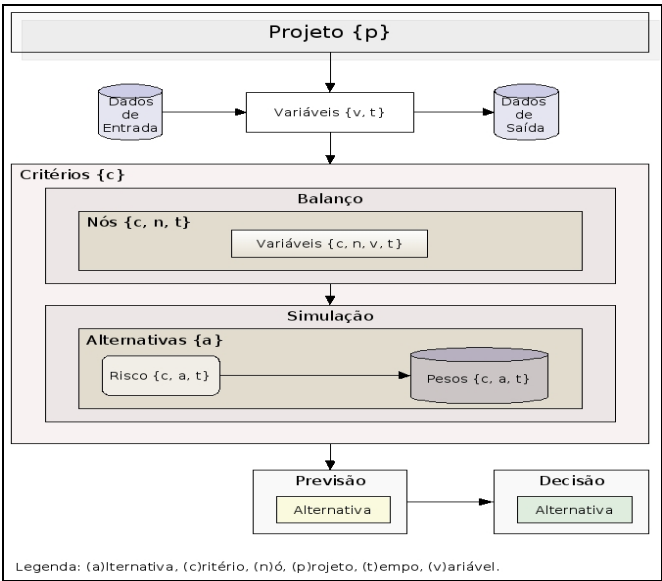 Projeto {p}
Dados
de
Entrada
Variáveis {v, t}
Dados
de
Saída
Critérios {c}
Balanço
Nós {c, n, t}
Variáveis {c, n, v, t}
Simulação
Alternativas {a}
Risco {c, a, t}
Pesos {c, a, t}
Previsão
Alternativa
Decisão
Alternativa
Legenda: (a)lternativa, (c)ritério, (n)ó, (p)rojeto, (t)empo, (v)ariável.